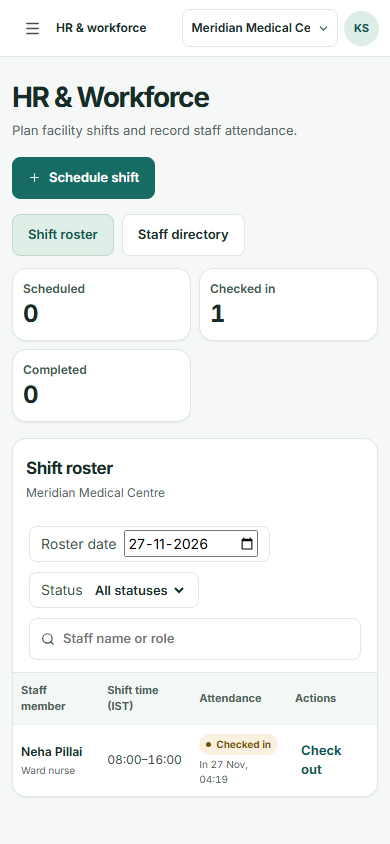 HR & workforce
Meridian Medical Ce
KS
HR & Workforce
Plan facility shifts and record staff attendance.
+ Schedule shift
Shift roster
Staff directory
Scheduled
0
Checked in
1
Completed
0
Shift roster
Meridian Medical Centre
Roster date 27-11-2026
Status All statuses
Staff name or role
Staff member
Shift time (IST)
Attendance
Actions
Neha Pillai
Ward nurse
08:00–16:00
Checked in
In 27 Nov,
04:19
Check
out